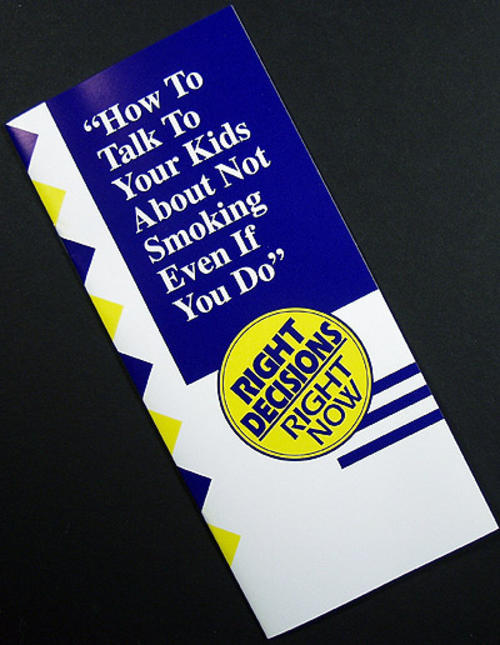 “How To
Talk To
Your Kids
About Not
Smoking
Even If
You Do”
RIGHT
DECISIONS
RIGHT
NOW